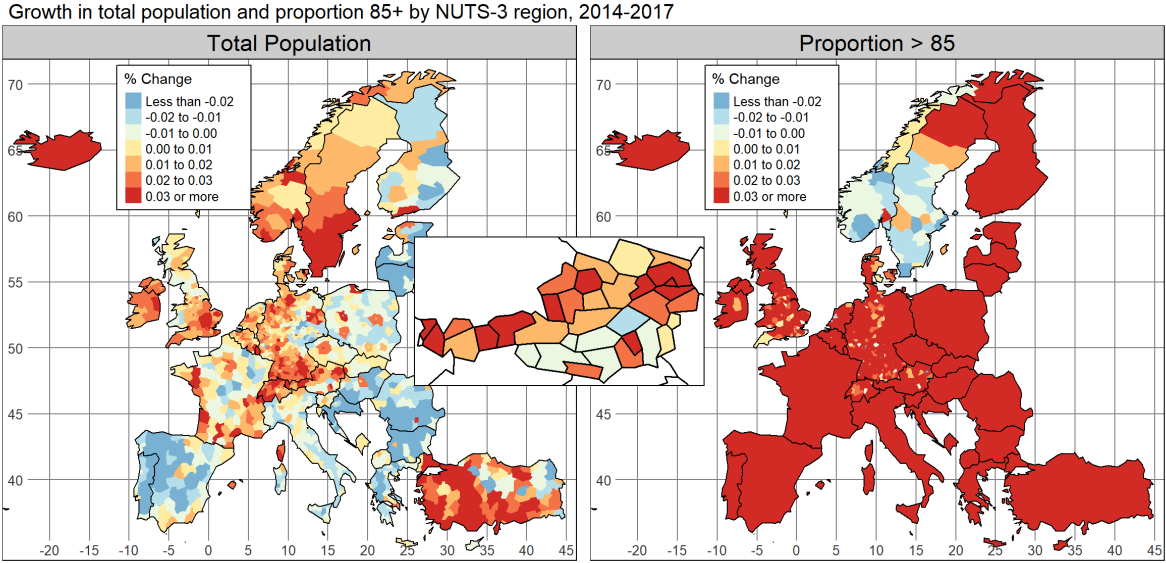 Growth in total population and proportion 85+ by NUTS-3 region, 2014-2017
Total Population
% Change
Less than -0.02
-0.02 to -0.01
-0.01 to 0.00
0.00 to 0.01
0.01 to 0.02
0.02 to 0.03
0.03 or more
70
65
60
55
50
45
40
-20 -15 -10 -5 0 5 10 15 20 25 30 35 40 45
Proportion > 85
% Change
Less than -0.02
-0.02 to -0.01
-0.01 to 0.00
0.00 to 0.01
0.01 to 0.02
0.02 to 0.03
0.03 or more
70
65
60
55
50
45
40
-20 -15 -10 -5 0 5 10 15 20 25 30 35 40 45